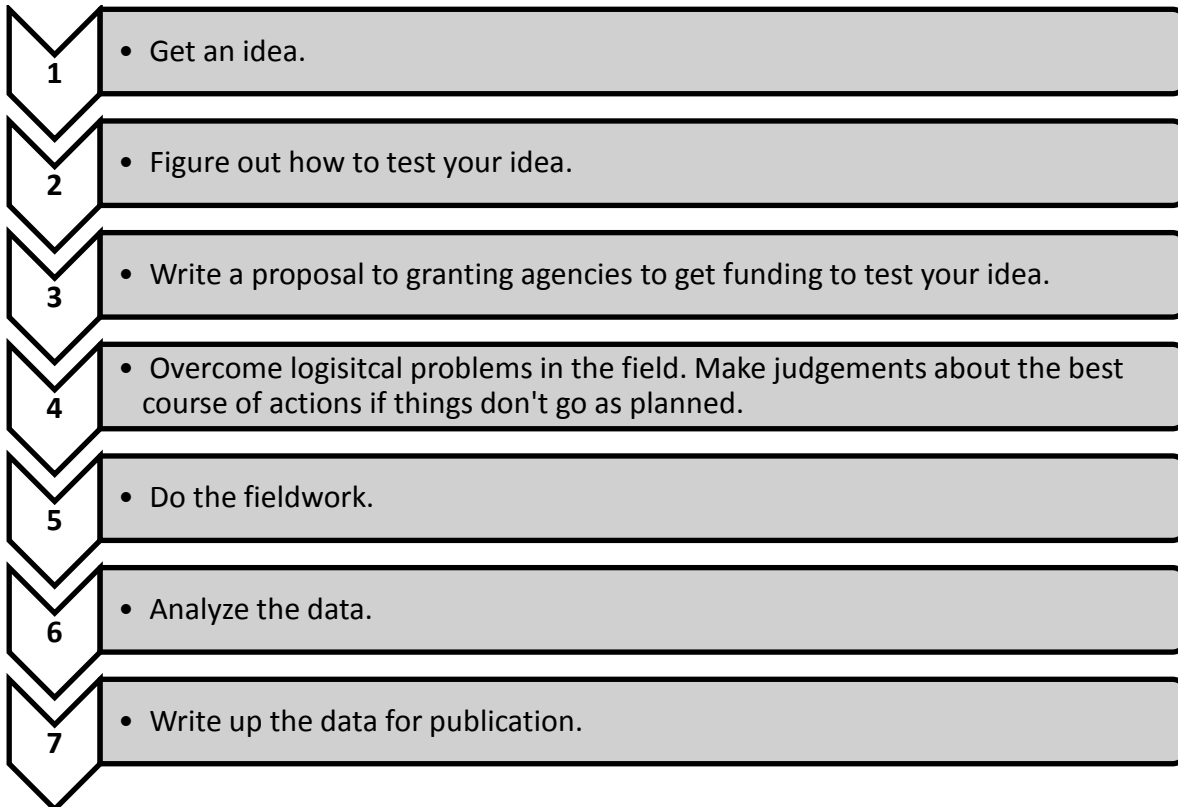 1
• Get an idea.
2
• Figure out how to test your idea.
3
• Write a proposal to granting agencies to get funding to test your idea.
4
• Overcome logisitcal problems in the field. Make judgements about the best
course of actions if things don't go as planned.
5
• Do the fieldwork.
6
• Analyze the data.
7
• Write up the data for publication.